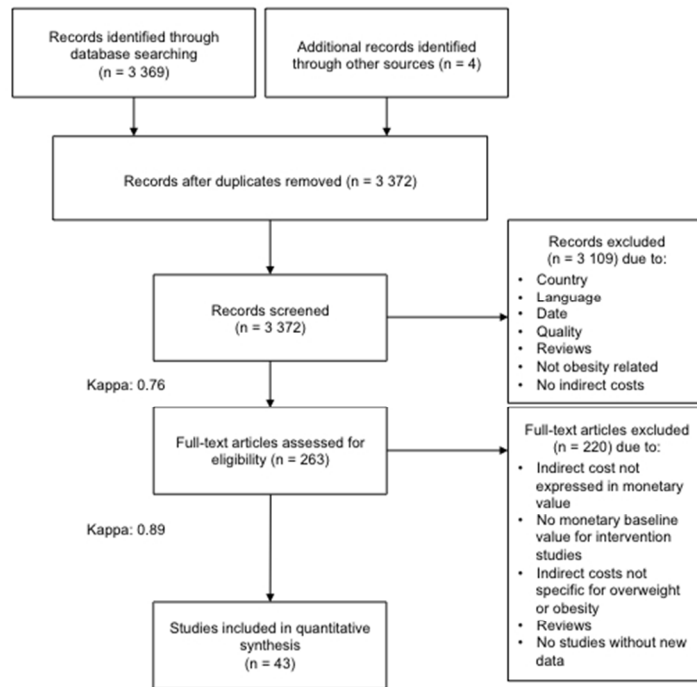 Records identified through
database searching
(n = 3 369)
Additional records identified
through other sources (n = 4)
Records after duplicates removed (n = 3 372)
Records screened
(n = 3 372)
Records excluded
(n = 3 109) due to:
• Country
• Language
• Date
• Quality
• Reviews
• Not obesity related
• No indirect costs
Kappa: 0.76
Full-text articles assessed for
eligibility (n = 263)
Full-text articles excluded
(n = 220) due to:
• Indirect cost not
expressed in monetary
value
• No monetary baseline
value for intervention
studies
• Indirect costs not
specific for overweight
or obesity
• Reviews
• No studies without new
data
Kappa: 0.89
Studies included in quantitative
synthesis
(n = 43)